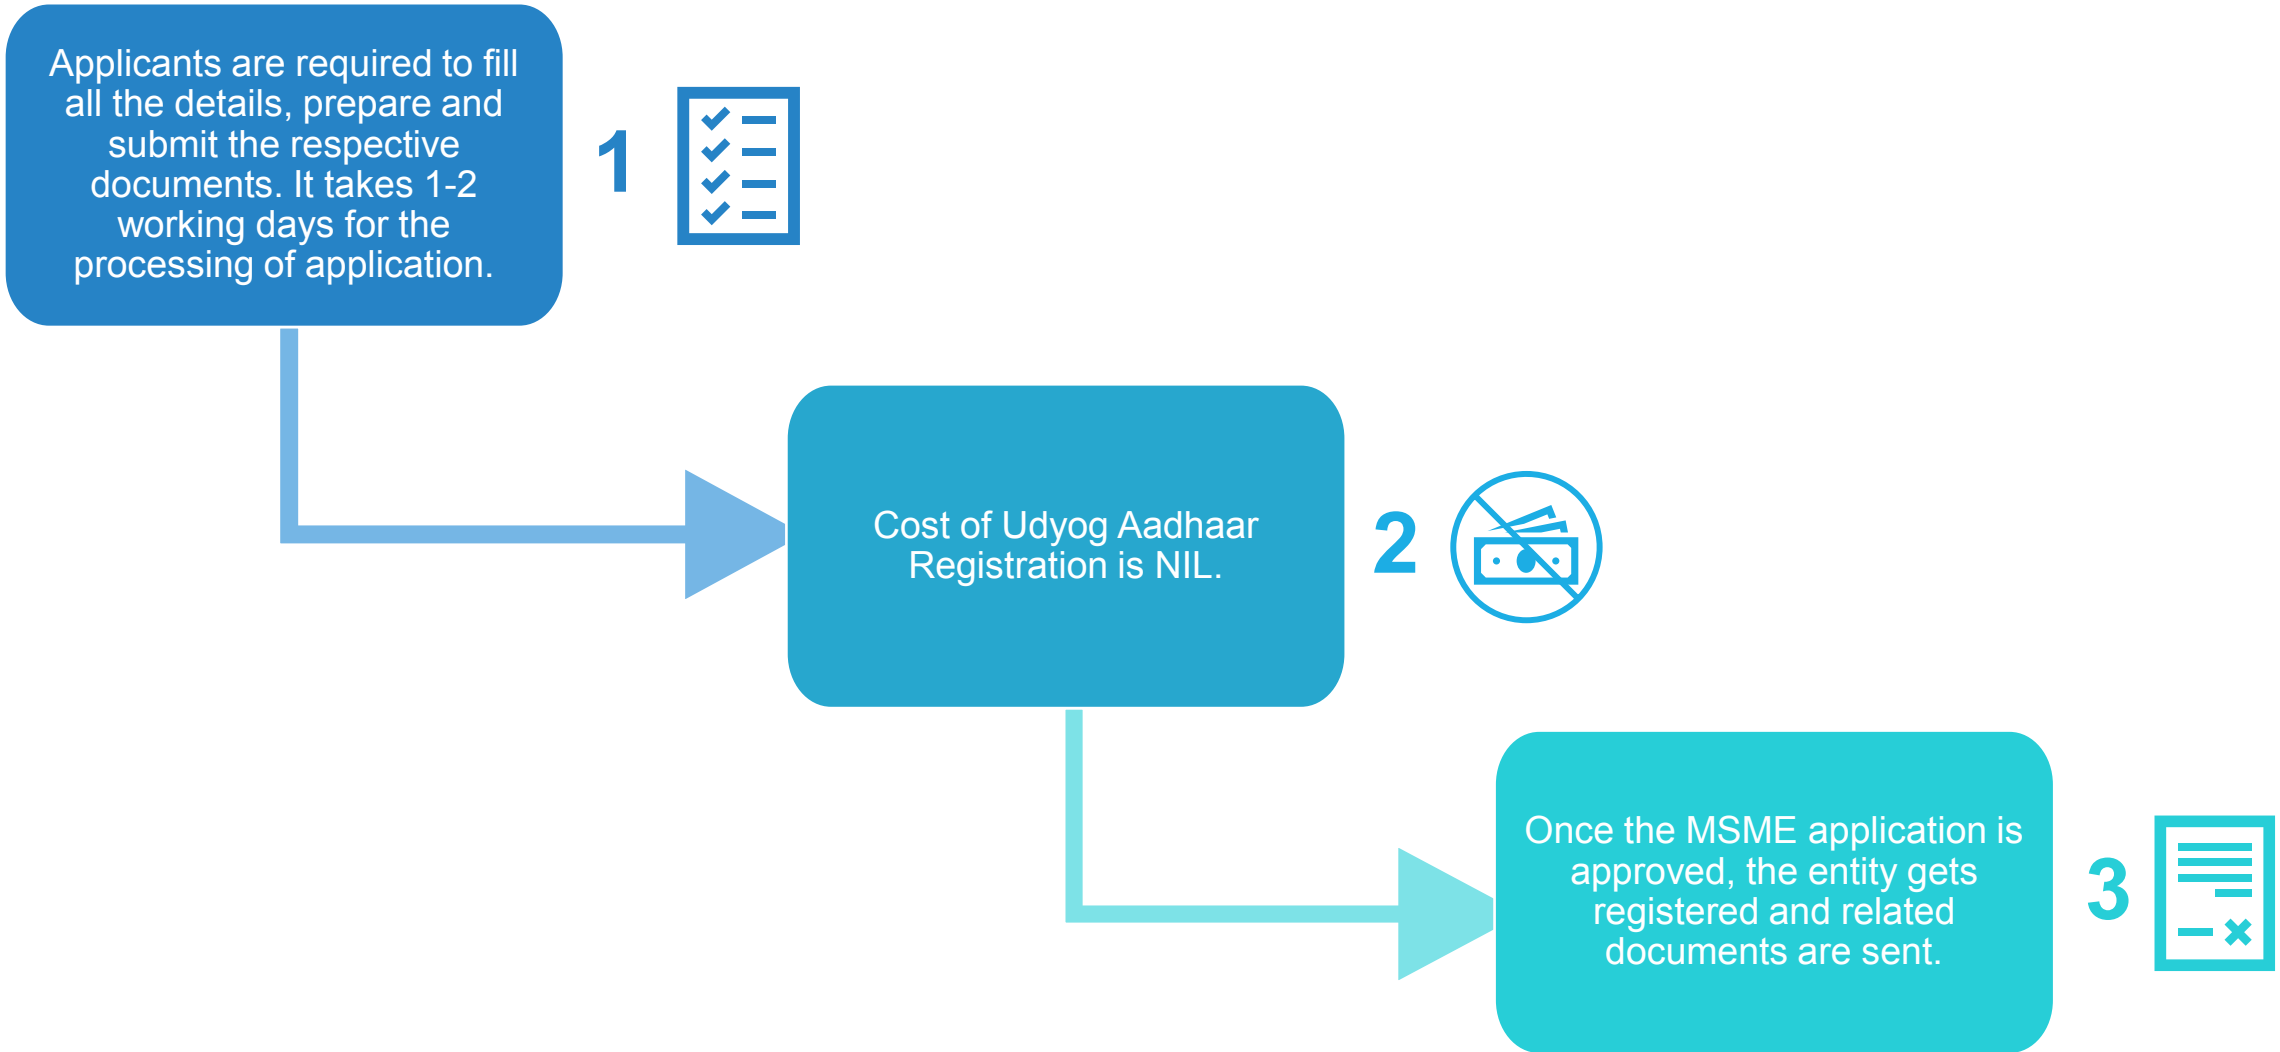 Applicants are required to fill
all the details, prepare and
submit the respective
documents. It takes 1-2
working days for the
processing of application.
1
Cost of Udyog Aadhaar
Registration is NIL.
2
Once the MSME application is
approved, the entity gets
registered and related
documents are sent.
3